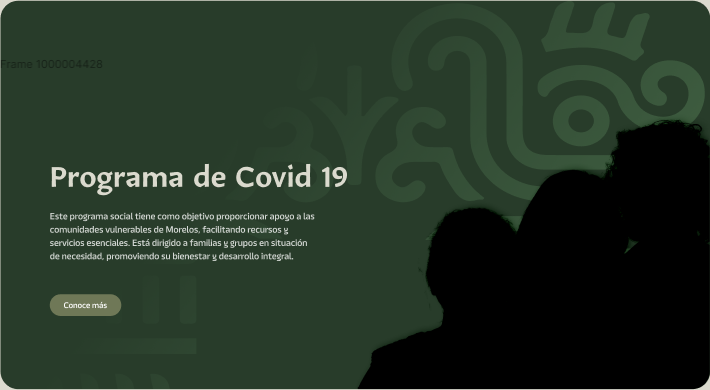 Frame 1000004428
Programa de Covid 19
Este programa social tiene como objetivo proporcionar apoyo a las
comunidades vulnerables de Morelos, facilitando recursos y
servicios esenciales. Está dirigido a familias y grupos en situación
de necesidad, promoviendo su bienestar y desarrollo integral.
Conoce más